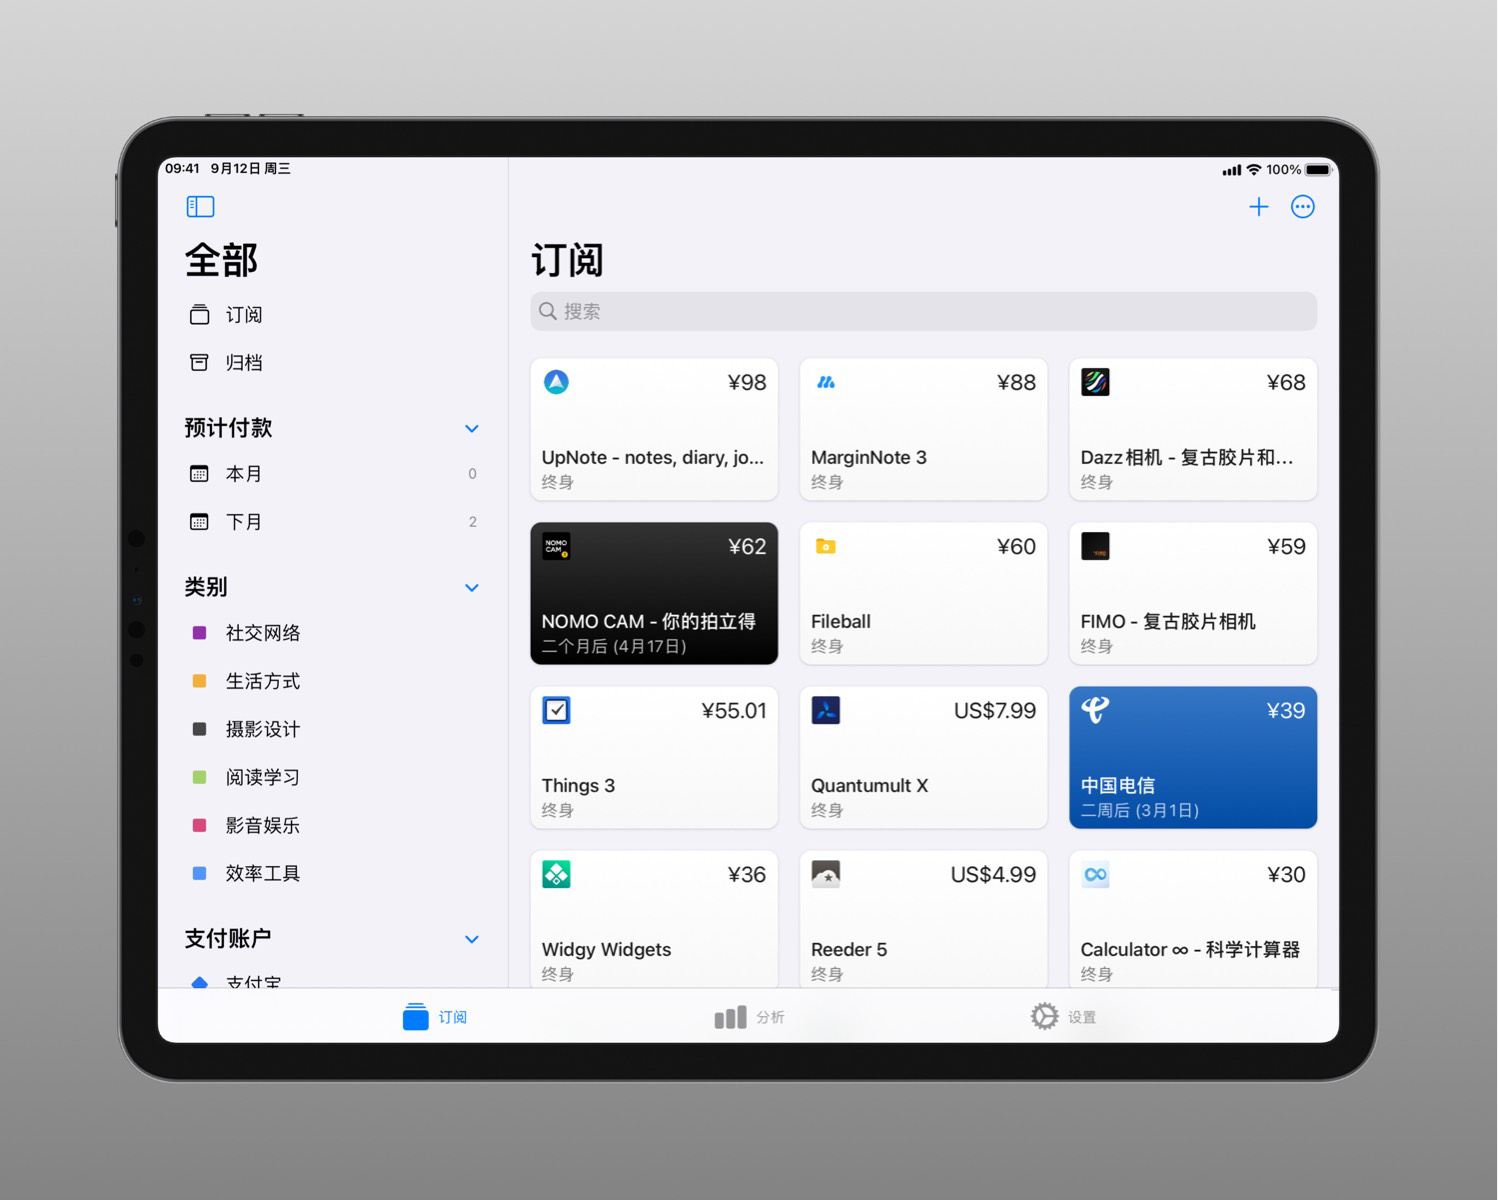 09:41 9月12日 周三
100%
全部
订阅
归档
预计付款
本月 0
下月 2
类别
社交网络
生活方式
摄影设计
阅读学习
影音娱乐
效率工具
支付账户
支付宝
订阅
搜索
¥98
UpNote - notes, diary, jo...
终身
¥88
MarginNote 3
终身
¥68
Dazz相机 - 复古胶片和...
终身
NOMO
CAM
¥62
NOMO CAM - 你的拍立得
二个月后 (4月17日)
¥60
Fileball
终身
¥59
FIMO - 复古胶片相机
终身
¥55.01
Things 3
终身
US$7.99
Quantumult X
终身
¥39
中国电信
二周后 (3月1日)
¥36
Widgy Widgets
终身
US$4.99
Reeder 5
终身
¥30
Calculator ∞ - 科学计算器
终身
订阅
分析
设置